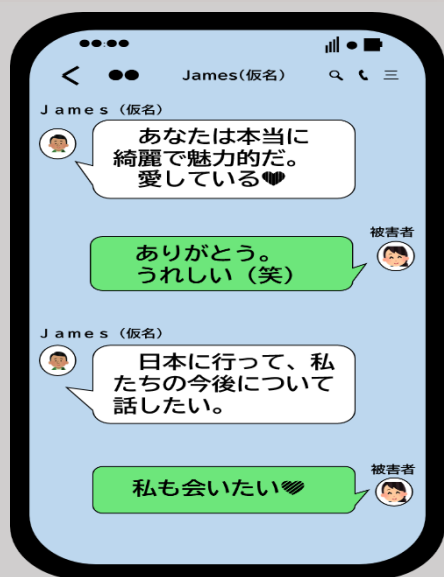 ●●:●●
●● James(仮名)
James(仮名)
あなたは本当に
綺麗で魅力的だ。
愛している♥
被害者
ありがとう。
うれしい(笑)
James(仮名)
日本に行って、私
たちの今後について
話したい。
被害者
私も会いたい♥